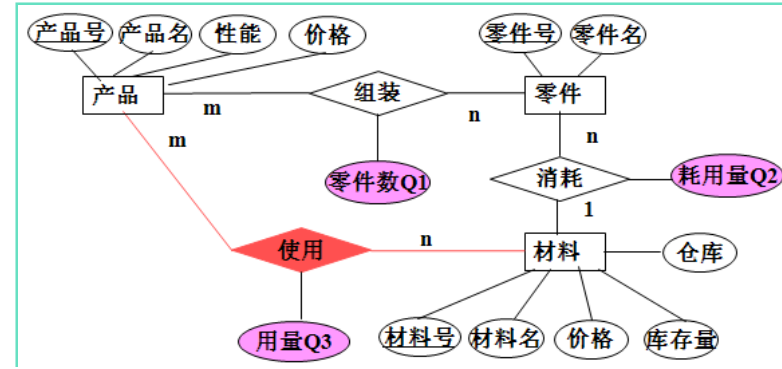 产品号 产品名 性能 价格 零件号 零件名
产品 m 组装 n 零件
m n
零件数Q1 消耗 耗用量Q2
1
使用 n 材料 仓库
用量Q3 材料号 材料名 价格 库存量